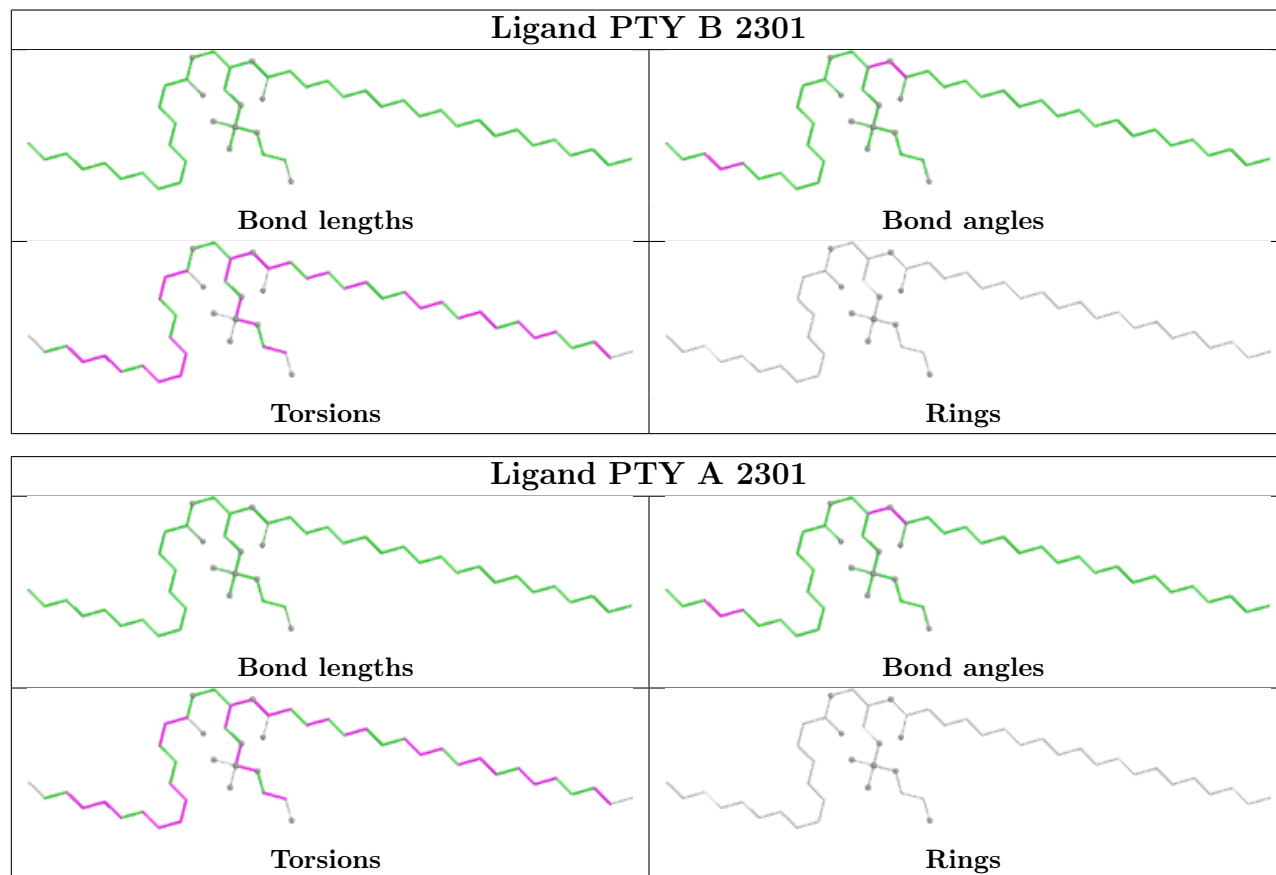 Ligand PTY B 2301
Bond lengths
Bond angles
Torsions
Rings
Ligand PTY A 2301
Bond lengths
Bond angles
Torsions
Rings